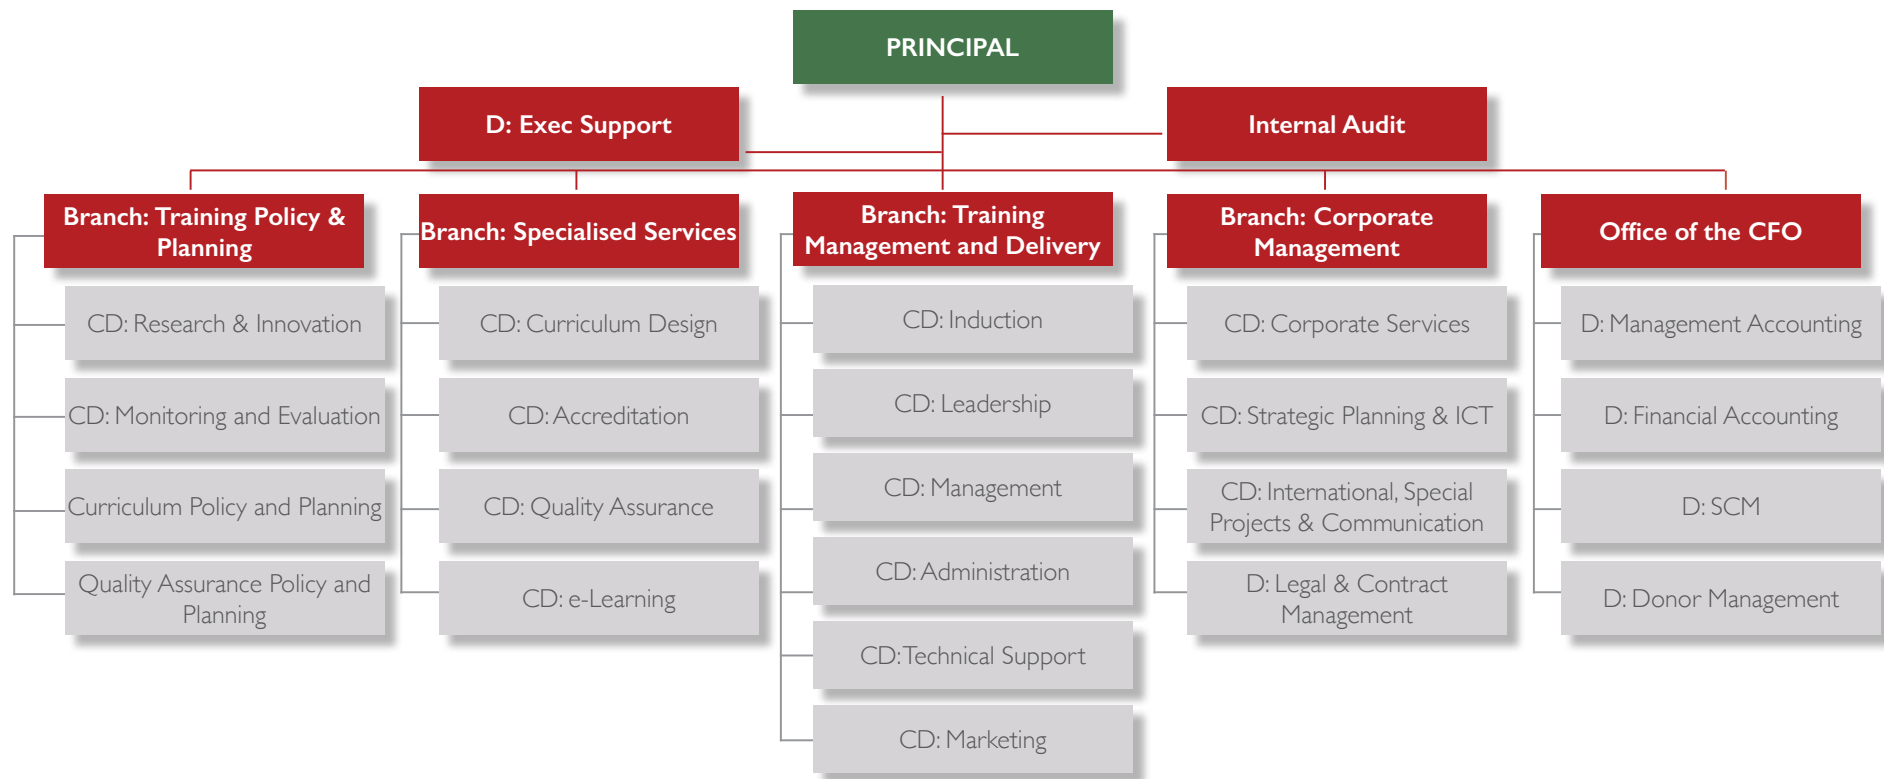 PRINCIPAL
D: Exec Support
Internal Audit
Branch: Training Policy &
Planning
CD: Research & Innovation
CD: Monitoring and Evaluation
Curriculum Policy and Planning
Quality Assurance Policy and
Planning
Branch: Specialised Services
CD: Curriculum Design
CD: Accreditation
CD: Quality Assurance
CD: e-Learning
Branch: Training
Management and Delivery
CD: Induction
CD: Leadership
CD: Management
CD: Administration
CD: Technical Support
CD: Marketing
Branch: Corporate
Management
CD: Corporate Services
CD: Strategic Planning & ICT
CD: International, Special
Projects & Communication
D: Legal & Contract
Management
Office of the CFO
D: Management Accounting
D: Financial Accounting
D: SCM
D: Donor Management